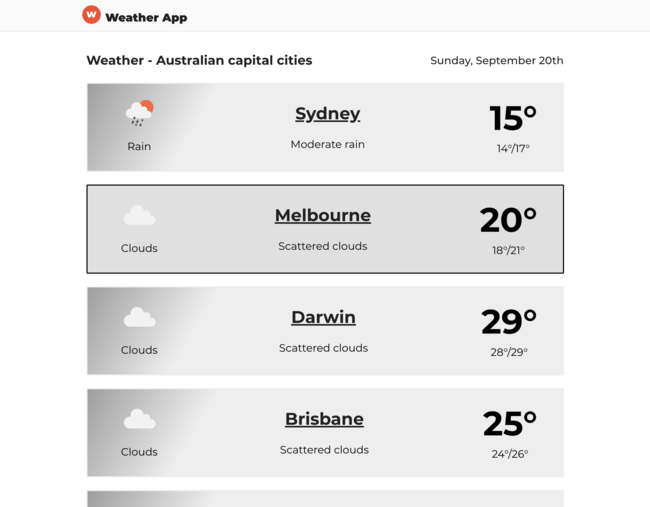 W Weather App
Weather - Australian capital cities
Sunday, September 20th
Sydney
15°
Rain
Moderate rain
14°/17°
Melbourne
20°
Clouds
Scattered clouds
18°/21°
Darwin
29°
Clouds
Scattered clouds
28°/29°
Brisbane
25°
Clouds
Scattered clouds
24°/26°